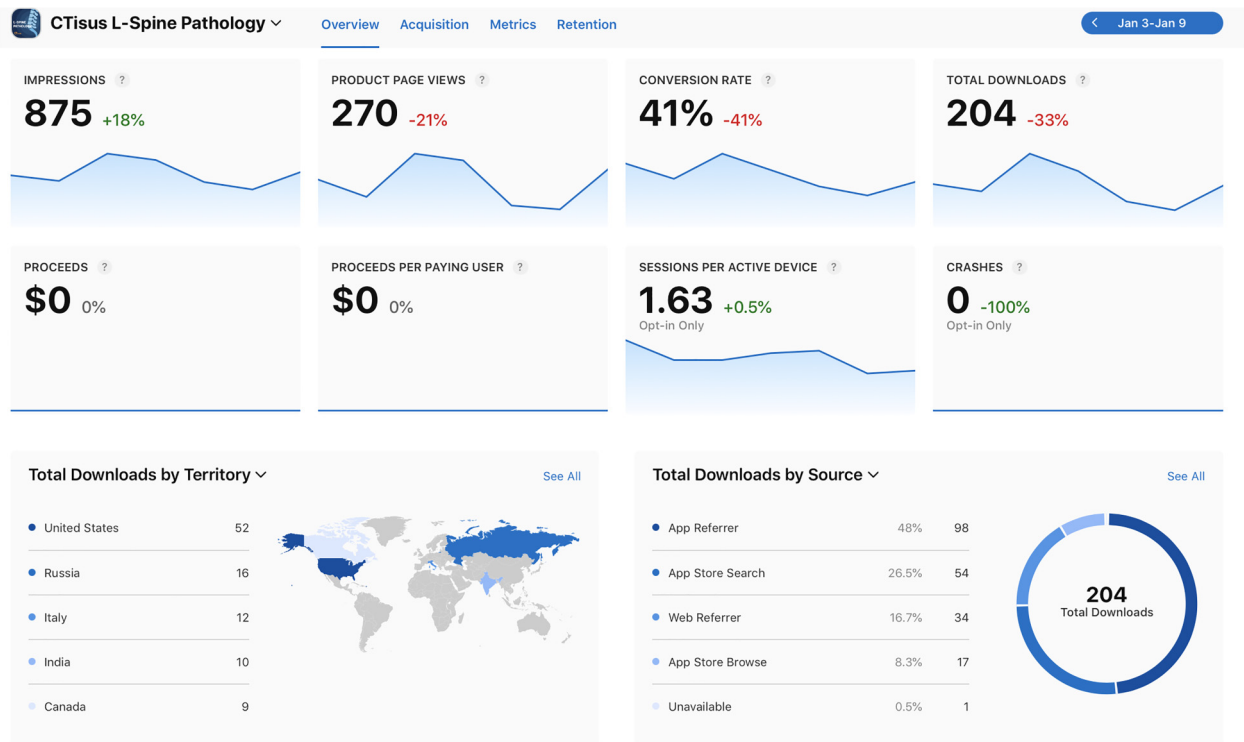 CTisus L-Spine Pathology
Overview Acquisition Metrics Retention
Jan 3-Jan 9
IMPRESSIONS ?
875 +18%
PRODUCT PAGE VIEWS ?
270 -21%
CONVERSION RATE ?
41% -41%
TOTAL DOWNLOADS ?
204 -33%
PROCEEDS ?
$0 0%
PROCEEDS PER PAYING USER ?
$0 0%
SESSIONS PER ACTIVE DEVICE ?
1.63 +0.5%
Opt-in Only
CRASHES ?
0 -100%
Opt-in Only
Total Downloads by Territory
See All
United States 52
Russia 16
Italy 12
India 10
Canada 9
Total Downloads by Source
See All
App Referrer 48% 98
App Store Search 26.5% 54
Web Referrer 16.7% 34
App Store Browse 8.3% 17
Unavailable 0.5% 1
204
Total Downloads